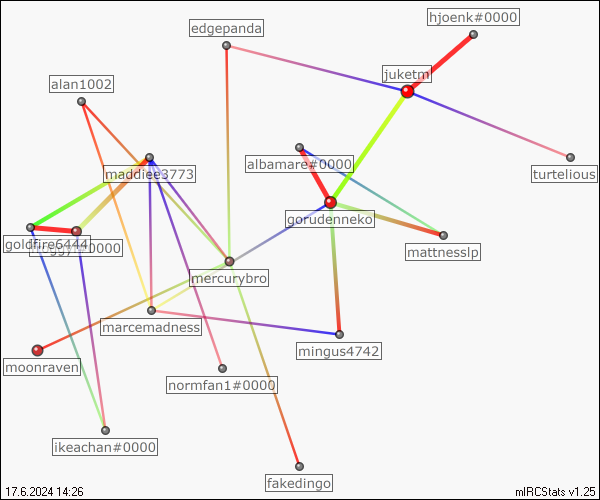 hjoenk#0000
edgepanda
juketm
alan1002
albamare#0000
maddiee3773
turtelious
gorudenneko
goldfire6444
#0000
mattnesslp
mercurybro
marcemadness
mingus4742
moonraven
normfan1#0000
ikeachan#0000
fakedingo
17.6.2024 14:26
mIRCStats v1.25